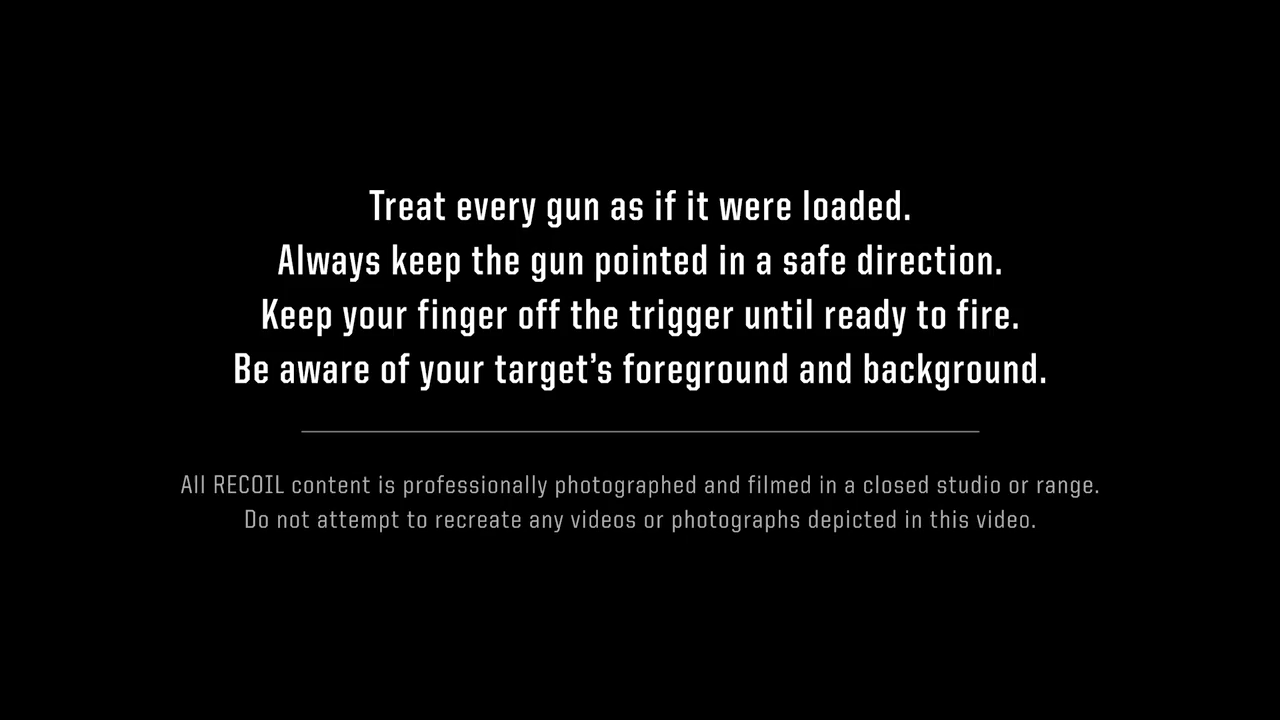 Treat every gun as if it were loaded.
Always keep the gun pointed in a safe direction.
Keep your finger off the trigger until ready to fire.
Be aware of your target’s foreground and background.
All RECOIL content is professionally photographed and filmed in a closed studio or range.
Do not attempt to recreate any videos or photographs depicted in this video.